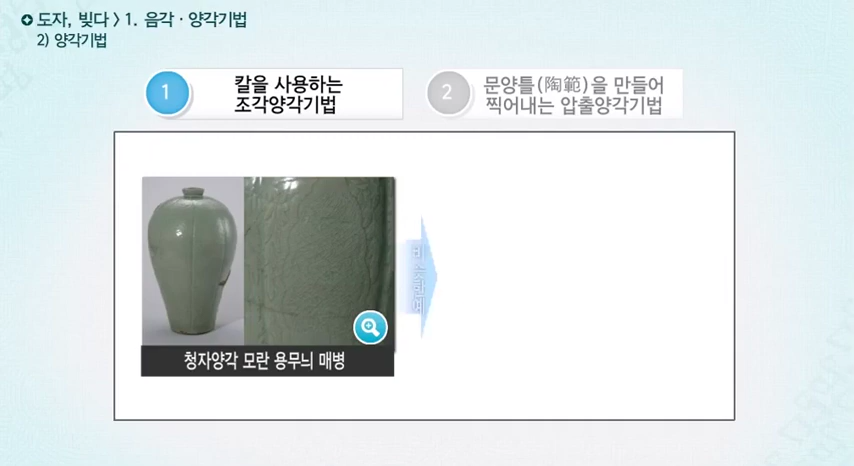 도자, 빚다 > 1. 음각 · 양각기법
2) 양각기법
1
칼을 사용하는
조각양각기법
2
문양틀(陶範)을 만들어
찍어내는 압출양각기법
청자양각 모란 용무늬 매병